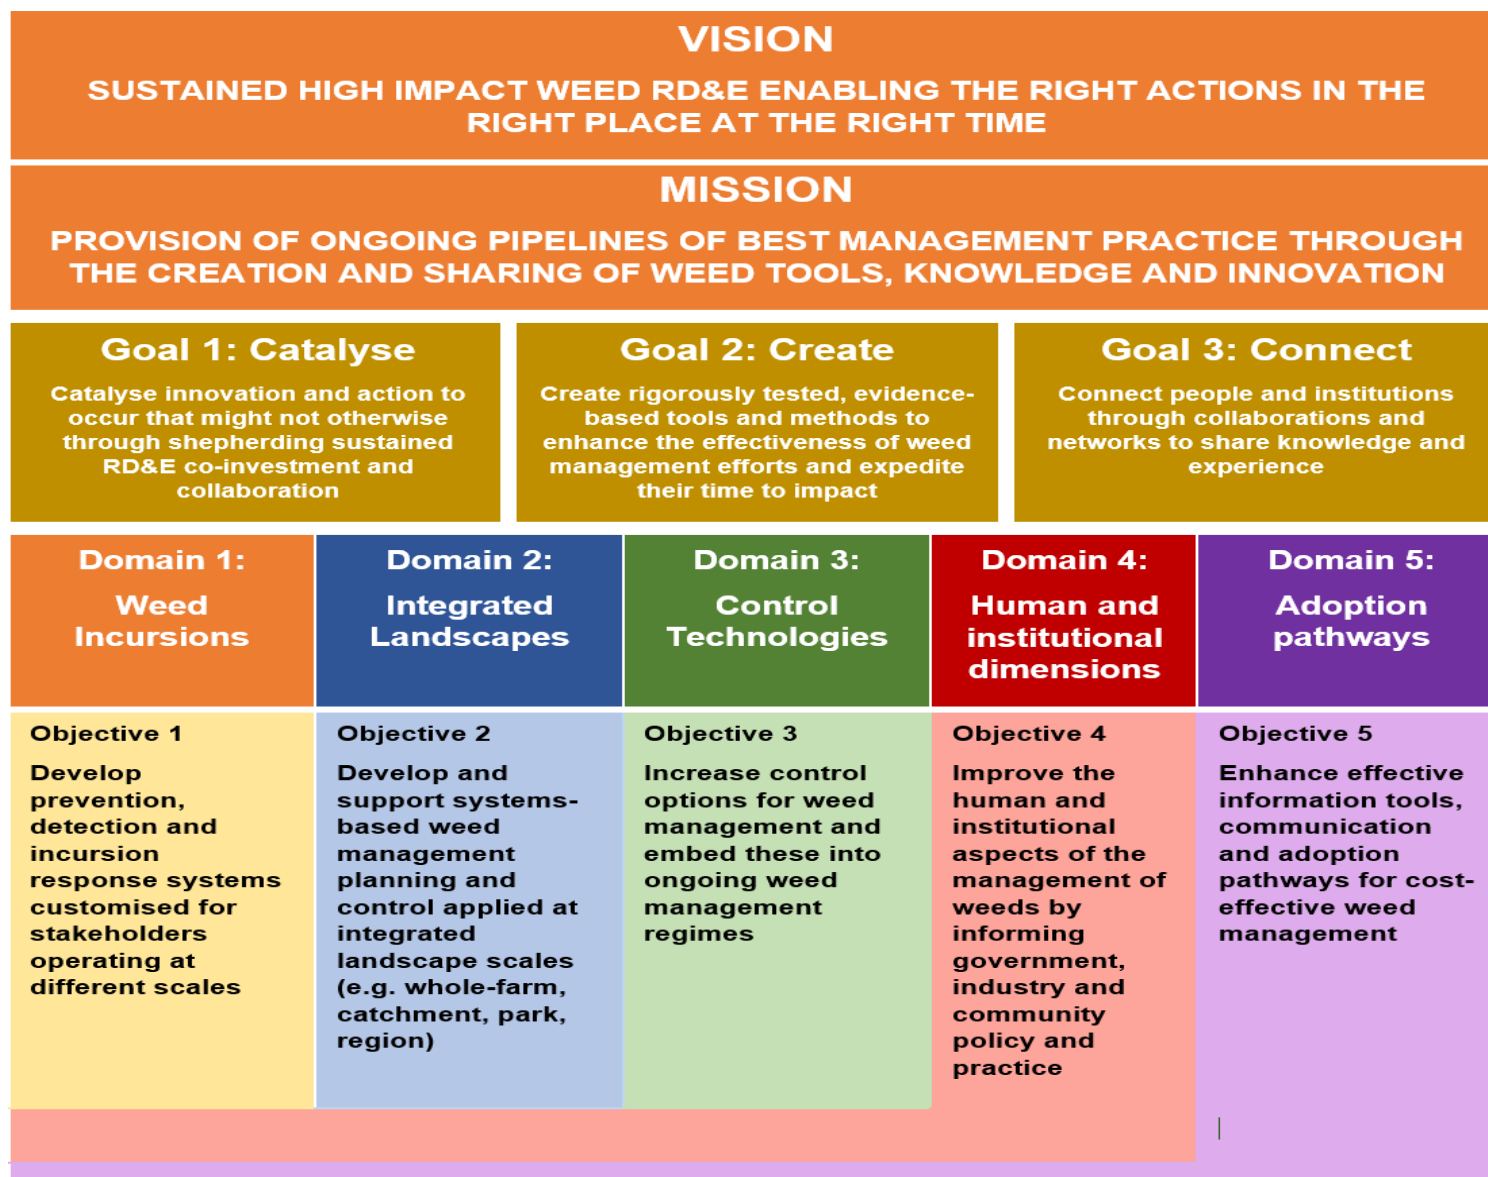 VISION
SUSTAINED HIGH IMPACT WEED RD&E ENABLING THE RIGHT ACTIONS IN THE
RIGHT PLACE AT THE RIGHT TIME
MISSION
PROVISION OF ONGOING PIPELINES OF BEST MANAGEMENT PRACTICE THROUGH
THE CREATION AND SHARING OF WEED TOOLS, KNOWLEDGE AND INNOVATION
Goal 1: Catalyse
Catalyse innovation and action to
occur that might not otherwise
through shepherding sustained
RD&E co-investment and
collaboration
Goal 2: Create
Create rigorously tested, evidence-
based tools and methods to
enhance the effectiveness of weed
management efforts and expedite
their time to impact
Goal 3: Connect
Connect people and institutions
through collaborations and
networks to share knowledge and
experience
Domain 1:
Weed
Incursions
Domain 2:
Integrated
Landscapes
Domain 3:
Control
Technologies
Domain 4:
Human and
institutional
dimensions
Domain 5:
Adoption
pathways
Objective 1
Develop
prevention,
detection and
incursion
response systems
customised for
stakeholders
operating at
different scales
Objective 2
Develop and
support systems-
based weed
management
planning and
control applied at
integrated
landscape scales
(e.g. whole-farm,
catchment, park,
region)
Objective 3
Increase control
options for weed
management and
embed these into
ongoing weed
management
regimes
Objective 4
Improve the
human and
institutional
aspects of the
management of
weeds by
informing
government,
industry and
community
policy and
practice
Objective 5
Enhance effective
information tools,
communication
and adoption
pathways for cost-
effective weed
management